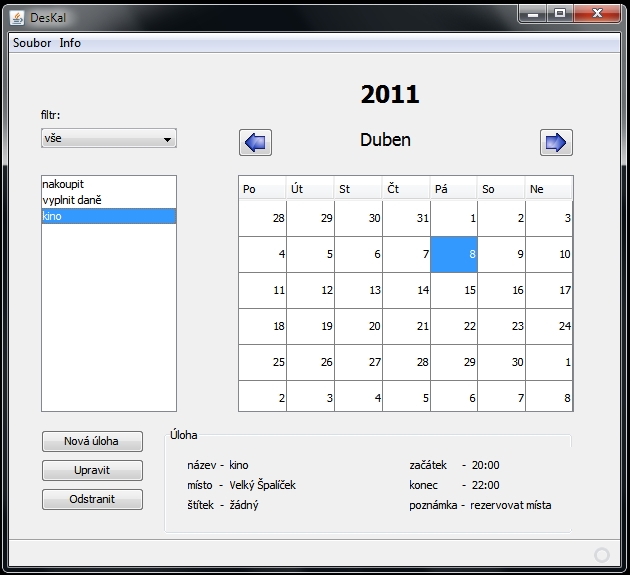 DesKal
Soubor Info
2011
filtr:
vše
Duben
nakoupit
vyplnit daně
kino
Po Út St Čt Pá So Ne
28 29 30 31 1 2 3
4 5 6 7 8 9 10
11 12 13 14 15 16 17
18 19 20 21 22 23 24
25 26 27 28 29 30 1
2 3 4 5 6 7 8
Nová úloha
Upravit
Odstranit
Úloha
název - kino
místo - Velký Špalíček
štítek - žádný
začátek - 20:00
konec - 22:00
poznámka - rezervovat místa